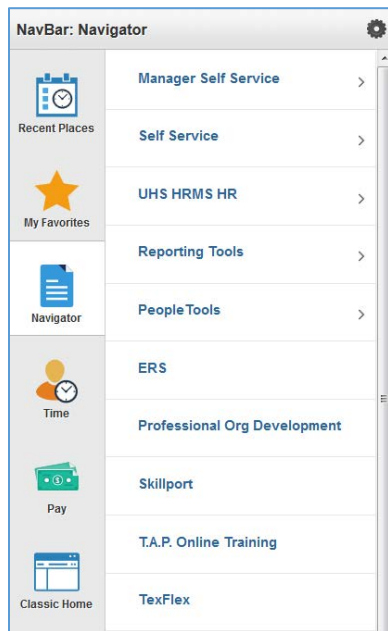 NavBar: Navigator
Recent Places
My Favorites
Navigator
Time
Pay
Classic Home
Manager Self Service
Self Service
UHS HRMS HR
Reporting Tools
PeopleTools
ERS
Professional Org Development
Skillport
T.A.P. Online Training
TexFlex